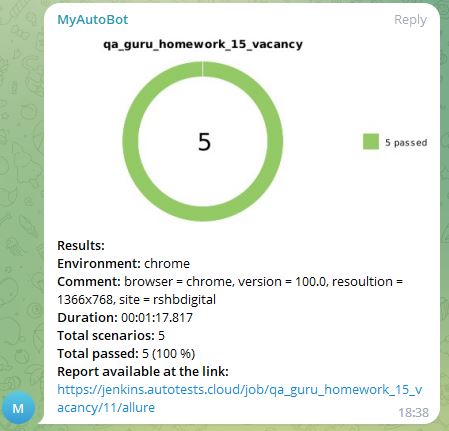 MyAutoBot Reply
qa_guru_homework_15_vacancy
5
5 passed
Results:
Environment: chrome
Comment: browser = chrome, version = 100.0, resoultion =
1366x768, site = rshbdigital
Duration: 00:01:17.817
Total scenarios: 5
Total passed: 5 (100 %)
Report available at the link:
https://jenkins.autotests.cloud/job/qa_guru_homework_15_v
acancy/11/allure
M
18:38